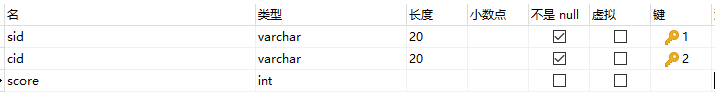 名 类型 长度 小数点 不是 null 虚拟 键
sid varchar 20 1
cid varchar 20 2
score int